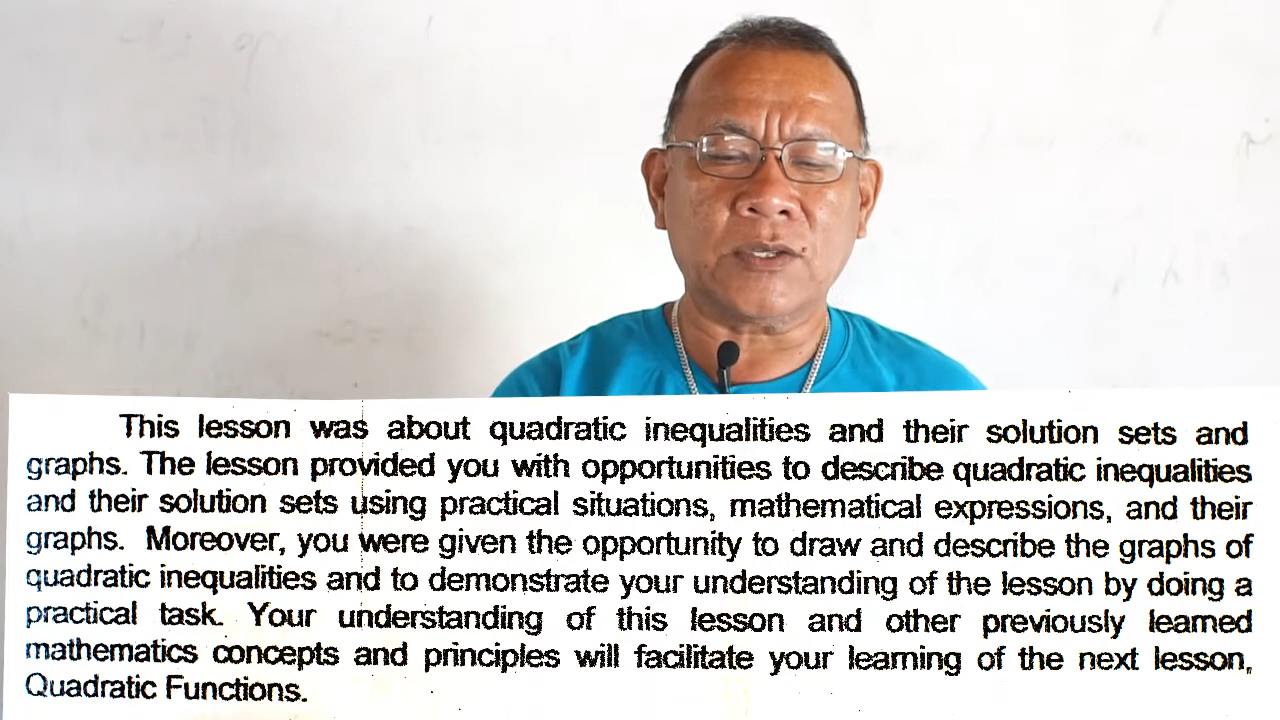 This lesson was about quadratic inequalities and their solution sets and
graphs. The lesson provided you with opportunities to describe quadratic inequalities
and their solution sets using practical situations, mathematical expressions, and their
graphs. Moreover, you were given the opportunity to draw and describe the graphs of
quadratic inequalities and to demonstrate your understanding of the lesson by doing a
practical task. Your understanding of this lesson and other previously learned
mathematics concepts and principles will facilitate your learning of the next lesson,
Quadratic Functions.